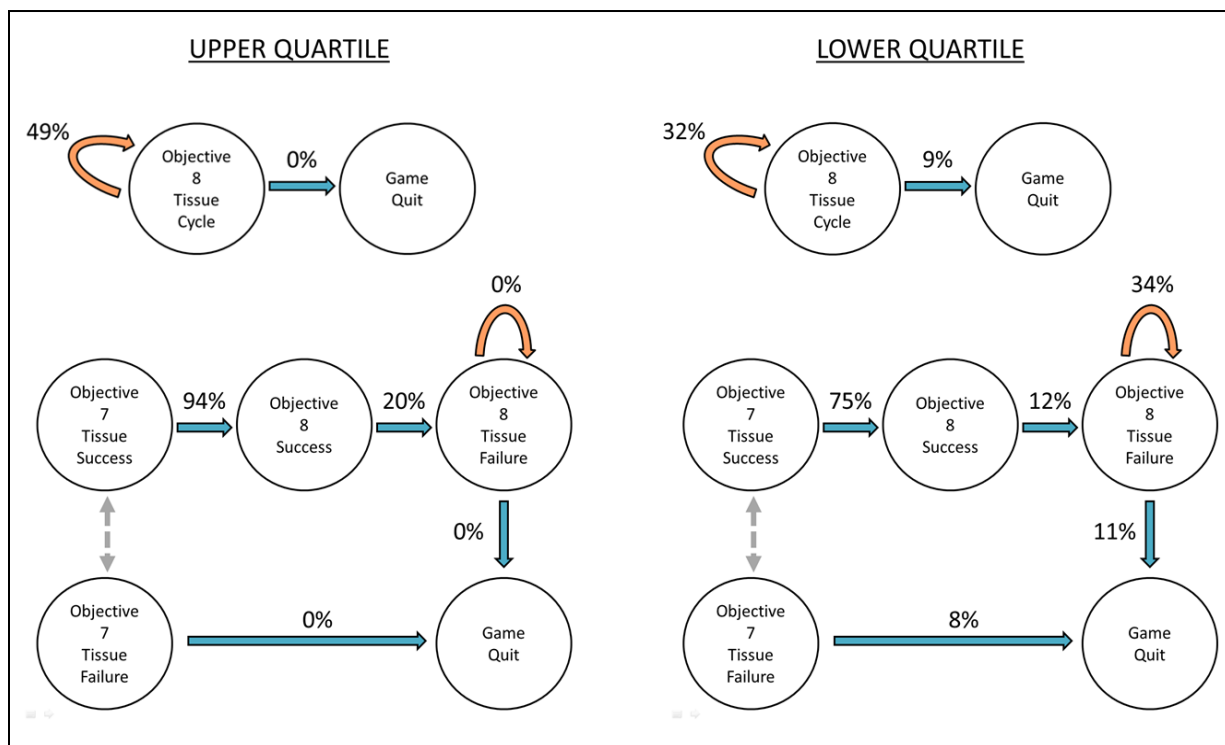 UPPER QUARTILE
49%
Objective
8
Tissue
Cycle
0%
Game
Quit
0%
Objective
7
Tissue
Success
94%
Objective
8
Success
20%
Objective
8
Tissue
Failure
0%
Objective
7
Tissue
Failure
0%
Game
Quit
LOWER QUARTILE
32%
Objective
8
Tissue
Cycle
9%
Game
Quit
34%
Objective
7
Tissue
Success
75%
Objective
8
Success
12%
Objective
8
Tissue
Failure
11%
Objective
7
Tissue
Failure
8%
Game
Quit